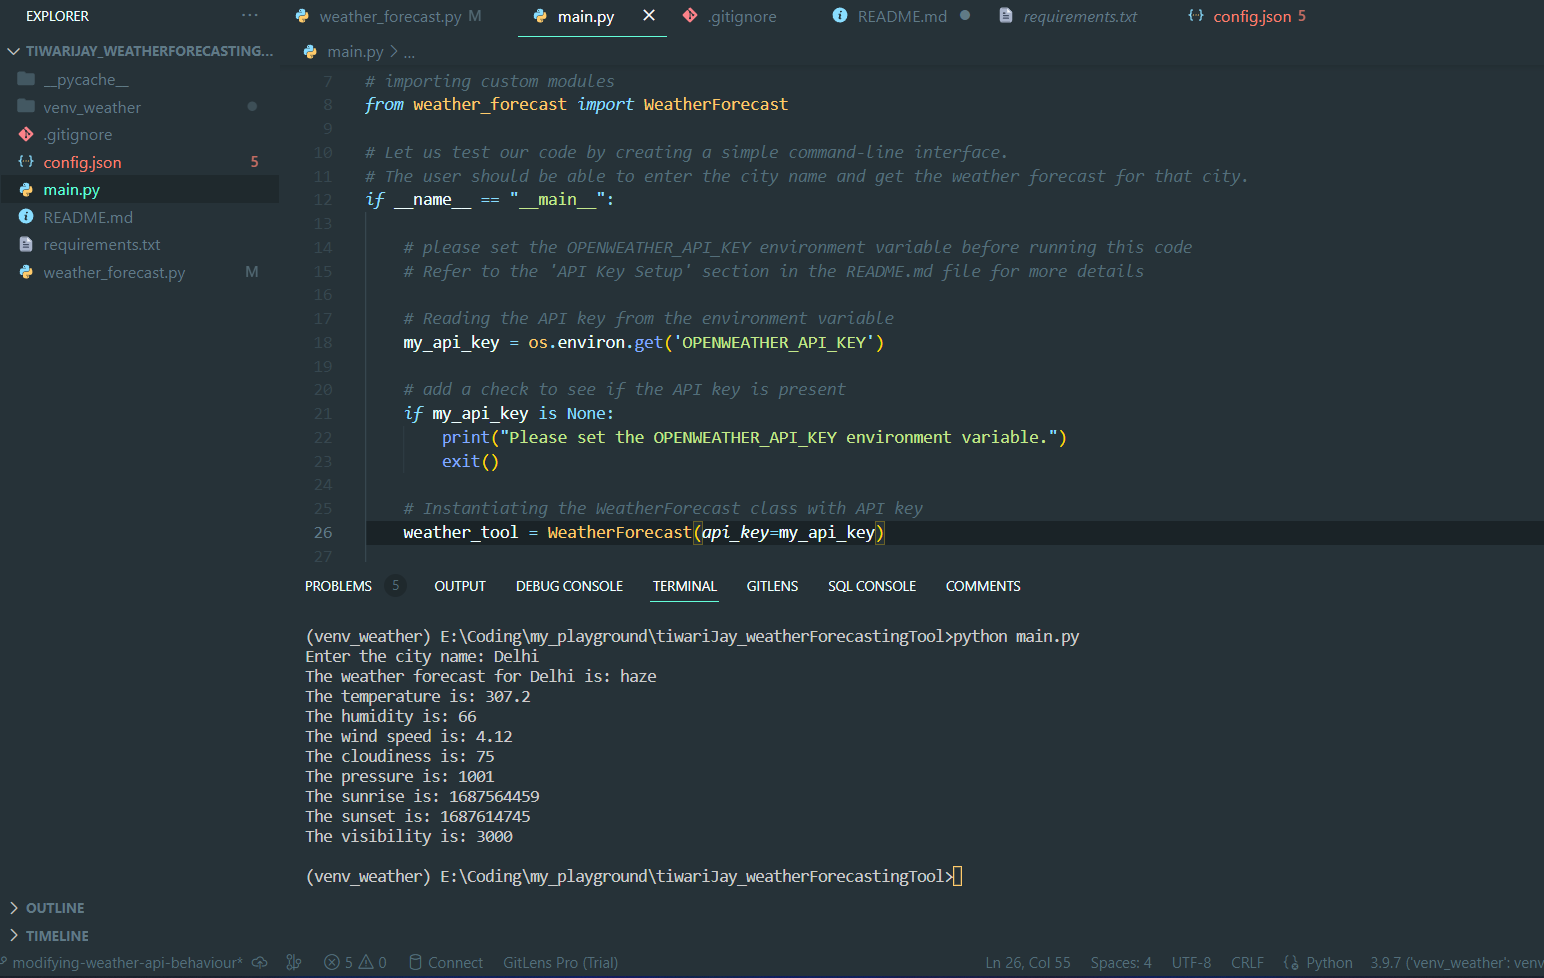 EXPLORER
···
weather_forecast.py M
main.py
.gitignore
README.md
requirements.txt
config.json 5
TIWARIJAY_WEATHERFORECASTING...
main.py > ...
__pycache__
venv_weather
.gitignore
config.json 5
main.py
README.md
requirements.txt
weather_forecast.py M
7 # importing custom modules
8 from weather_forecast import WeatherForecast
9
10 # Let us test our code by creating a simple command-line interface.
11 # The user should be able to enter the city name and get the weather forecast for that city.
12 if __name__ == "__main__":
13
14 # please set the OPENWEATHER_API_KEY environment variable before running this code
15 # Refer to the 'API Key Setup' section in the README.md file for more details
16
17 # Reading the API key from the environment variable
18 my_api_key = os.environ.get('OPENWEATHER_API_KEY')
19
20 # add a check to see if the API key is present
21 if my_api_key is None:
22 print("Please set the OPENWEATHER_API_KEY environment variable.")
23 exit()
24
25 # Instantiating the WeatherForecast class with API key
26 weather_tool = WeatherForecast(api_key=my_api_key)
27
PROBLEMS 5 OUTPUT DEBUG CONSOLE TERMINAL GITLENS SQL CONSOLE COMMENTS
(venv_weather) E:\Coding\my_playground\tiwariJay_weatherForecastingTool>python main.py
Enter the city name: Delhi
The weather forecast for Delhi is: haze
The temperature is: 307.2
The humidity is: 66
The wind speed is: 4.12
The cloudiness is: 75
The pressure is: 1001
The sunrise is: 1687564459
The sunset is: 1687614745
The visibility is: 3000
(venv_weather) E:\Coding\my_playground\tiwariJay_weatherForecastingTool>
OUTLINE
TIMELINE
modifying-weather-api-behaviour* 5 0 Connect GitLens Pro (Trial) Ln 26, Col 55 Spaces: 4 UTF-8 CRLF Python 3.9.7 ('venv_weather': venv